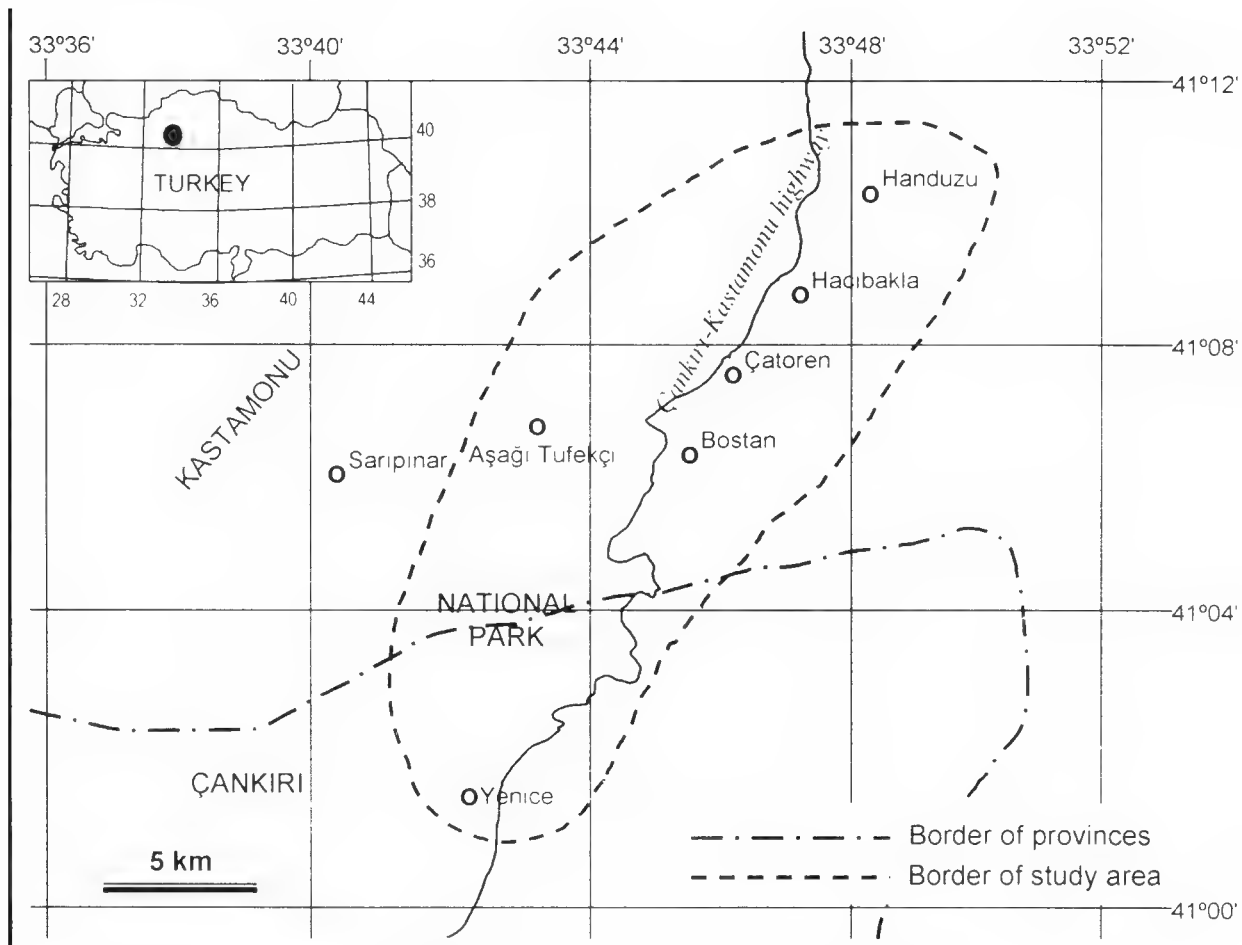 33°36' 33°40' 33°44' 33°48' 33°52'
41°12'
40
TURKEY
38
36
28 32 36 40 44
Handuzu
Çankırı-Kastamonu highway
Hacıbakla
41°08'
Çatoren
KASTAMONU
Bostan
Aşağı Tufekçı
Sarıpınar
NATIONAL
PARK
41°04'
ÇANKIRI
Yenice
Border of provinces
5 km
Border of study area
41°00'